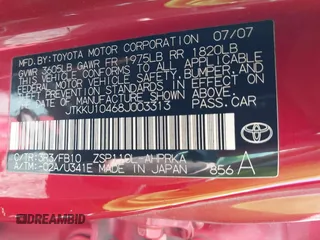 MFD. BY: TOYOTA MOTOR CORPORATION 07/07
GVWR 3605LB GAWR FR 1975LB RR 1820LB
THIS VEHICLE CONFORMS TO ALL APPLICABLE
FEDERAL MOTOR VEHICLE SAFETY, BUMPER, AND
THEFT PREVENTION STANDARDS IN EFFECT ON
THE DATE OF MANUFACTURE SHOWN ABOVE.
JTKKU10468J003313
PASS. CAR
C/TR: 3R3/FB10 ZSP110L-AHPRKA
A/TM: -02A/U341E MADE IN JAPAN 856 A
TOYOTA
DREAMBID